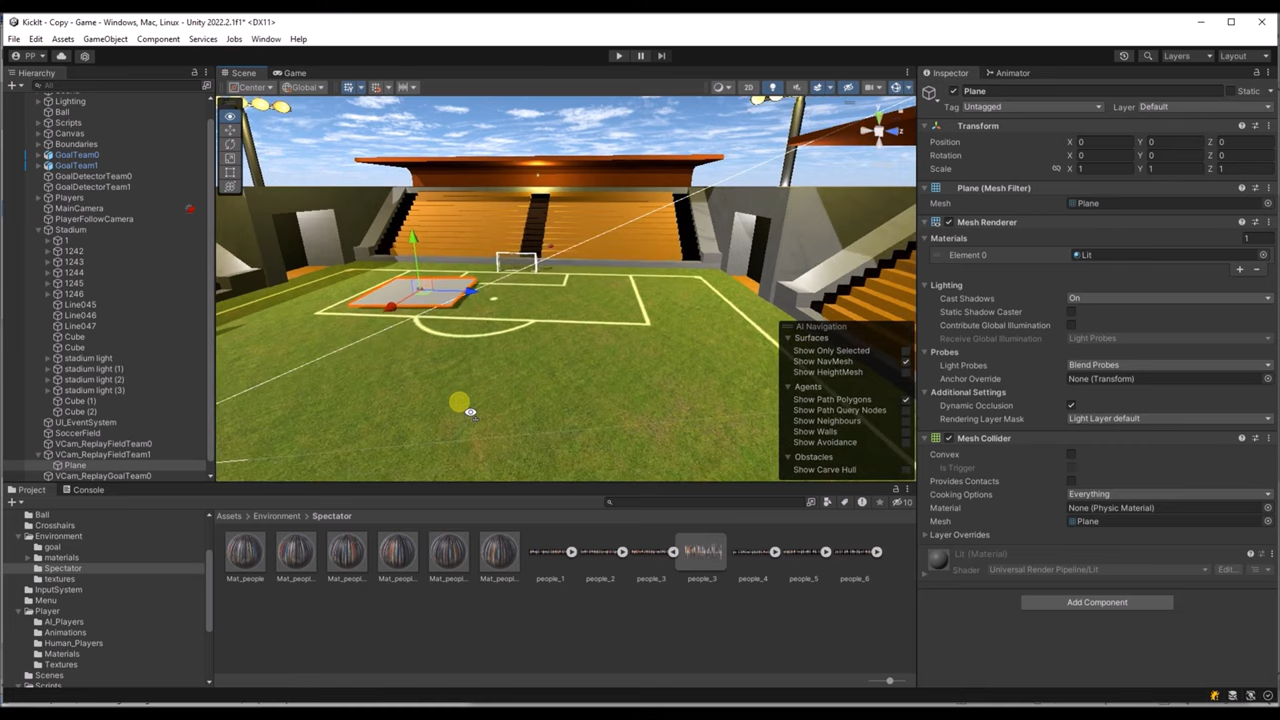 KickIt - Copy - Game - Windows, Mac, Linux - Unity 2022.2.1f1* <DX11>
File Edit Assets GameObject Component Services Jobs Window Help
PP Layers Layout
Hierarchy
All
Lighting
Ball
Scripts
Canvas
Boundaries
GoalTeam0
GoalTeam1
GoalDetectorTeam0
GoalDetectorTeam1
Players
MainCamera
PlayerFollowCamera
Stadium
1
1242
1243
1244
1245
1246
Line045
Line046
Line047
Cube
Cube
stadium light
stadium light (1)
stadium light (2)
stadium light (3)
Cube (1)
Cube (2)
UI_EventSystem
SoccerField
VCam_ReplayFieldTeam0
VCam_ReplayFieldTeam1
Plane
VCam_ReplayGoalTeam0
Scene Game
Center Global 2D
AI Navigation
Surfaces
Show Only Selected
Show NavMesh
Show HeightMesh
Agents
Show Path Polygons
Show Path Query Nodes
Show Neighbours
Show Walls
Show Avoidance
Obstacles
Show Carve Hull
Inspector Animator
Plane Static
Tag Untagged Layer Default
Transform
Position X 0 Y 0 Z 0
Rotation X 0 Y 0 Z 0
Scale X 1 Y 1 Z 1
Plane (Mesh Filter)
Mesh Plane
Mesh Renderer
Materials 1
Element 0 Lit
Lighting
Cast Shadows On
Static Shadow Caster
Contribute Global Illumination
Receive Global Illumination Light Probes
Probes
Light Probes Blend Probes
Anchor Override None (Transform)
Additional Settings
Dynamic Occlusion
Rendering Layer Mask Light Layer default
Mesh Collider
Convex
Is Trigger
Provides Contacts
Cooking Options Everything
Material None (Physic Material)
Mesh Plane
Layer Overrides
Lit (Material)
Shader Universal Render Pipeline/Lit Edit...
Add Component
Project Console
10
Ball
Crosshairs
Environment
goal
materials
Spectator
textures
InputSystem
Menu
Player
AI_Players
Animations
Human_Players
Materials
Textures
Scenes
Scripts
Assets Environment Spectator
Mat_people Mat_peopl... Mat_peopl... Mat_peopl... Mat_peopl... Mat_peopl... people_1 people_2 people_3 people_3 people_4 people_5 people_6